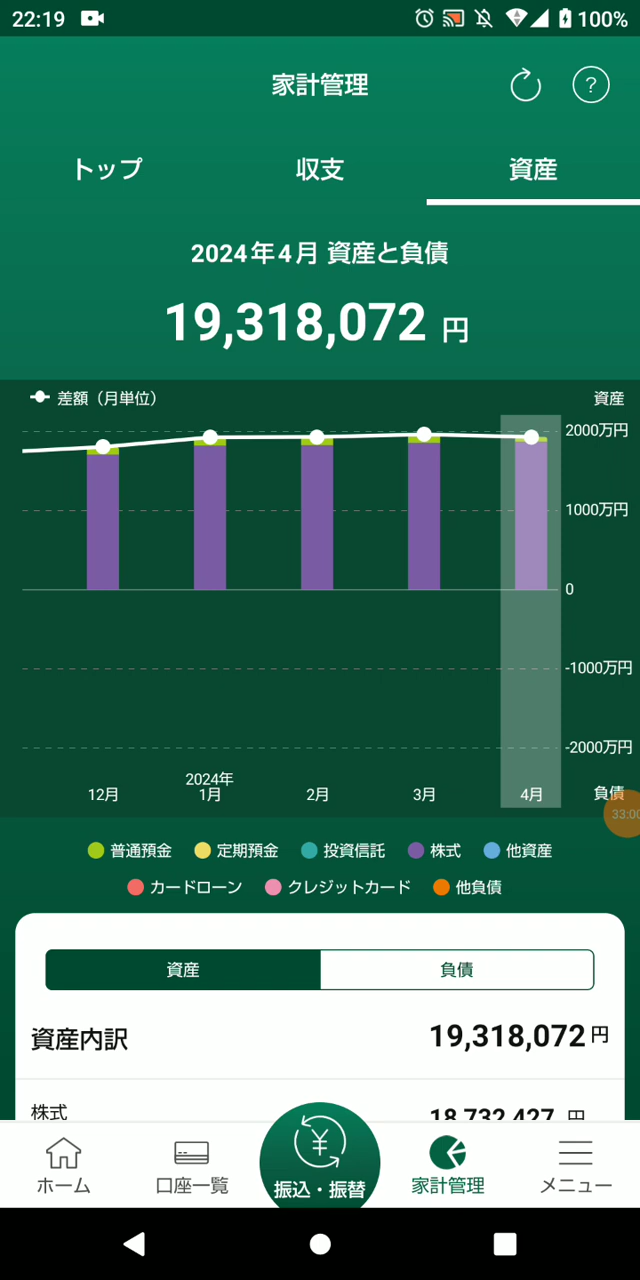 22:19 100%
家計管理 ?
トップ 収支 資産
2024年4月 資産と負債
19,318,072 円
差額（月単位） 資産
2000万円
1000万円
0
-1000万円
-2000万円
2024年
12月 1月 2月 3月 4月 負債
33:00
普通預金 定期預金 投資信託 株式 他資産
カードローン クレジットカード 他負債
資産 負債
資産内訳 19,318,072 円
株式 18,732,427 円
ホーム 口座一覧 振込・振替 家計管理 メニュー